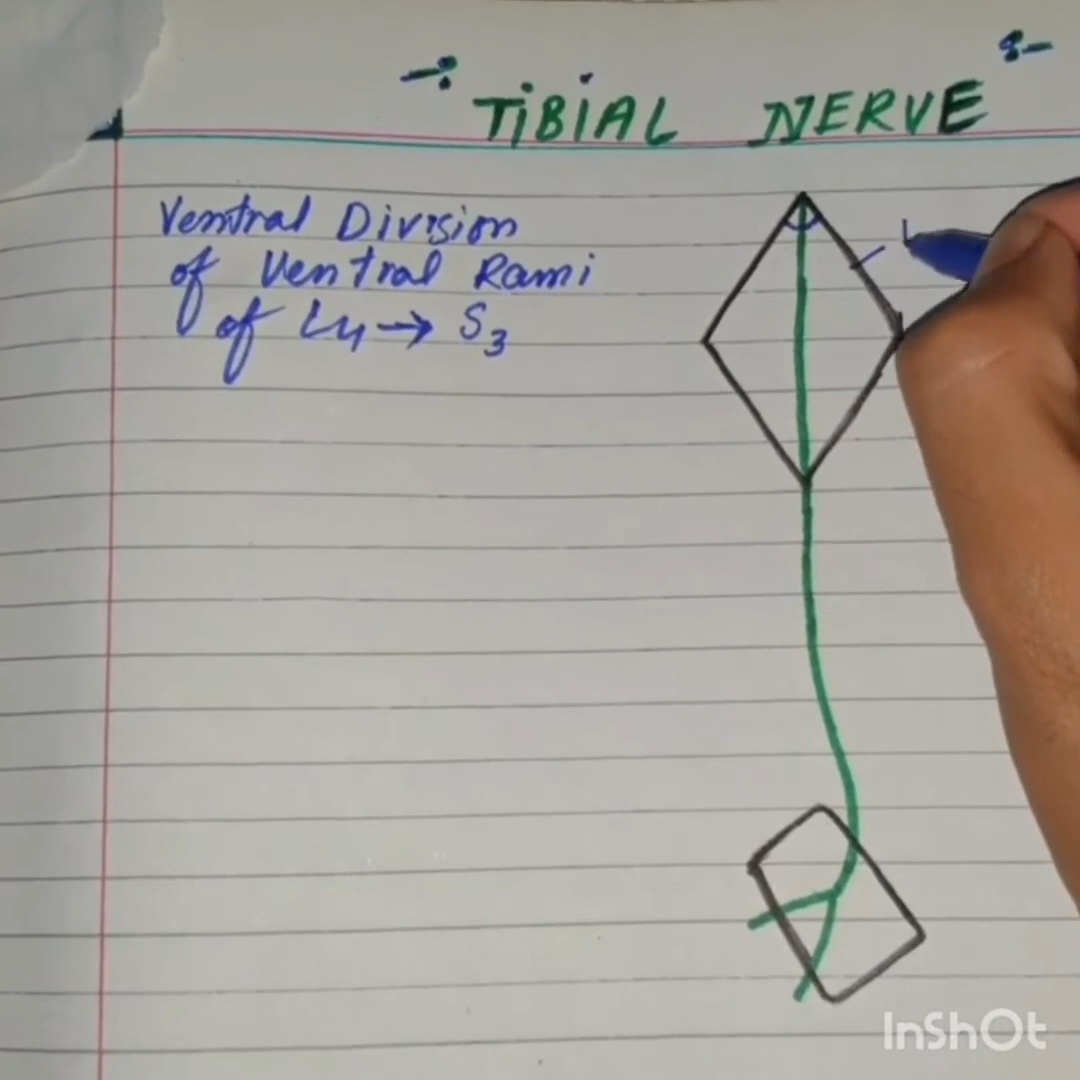 -: TiBiAL NERVE :-
Ventral Division
of Ventral Rami
of L4 → S3
InShOt